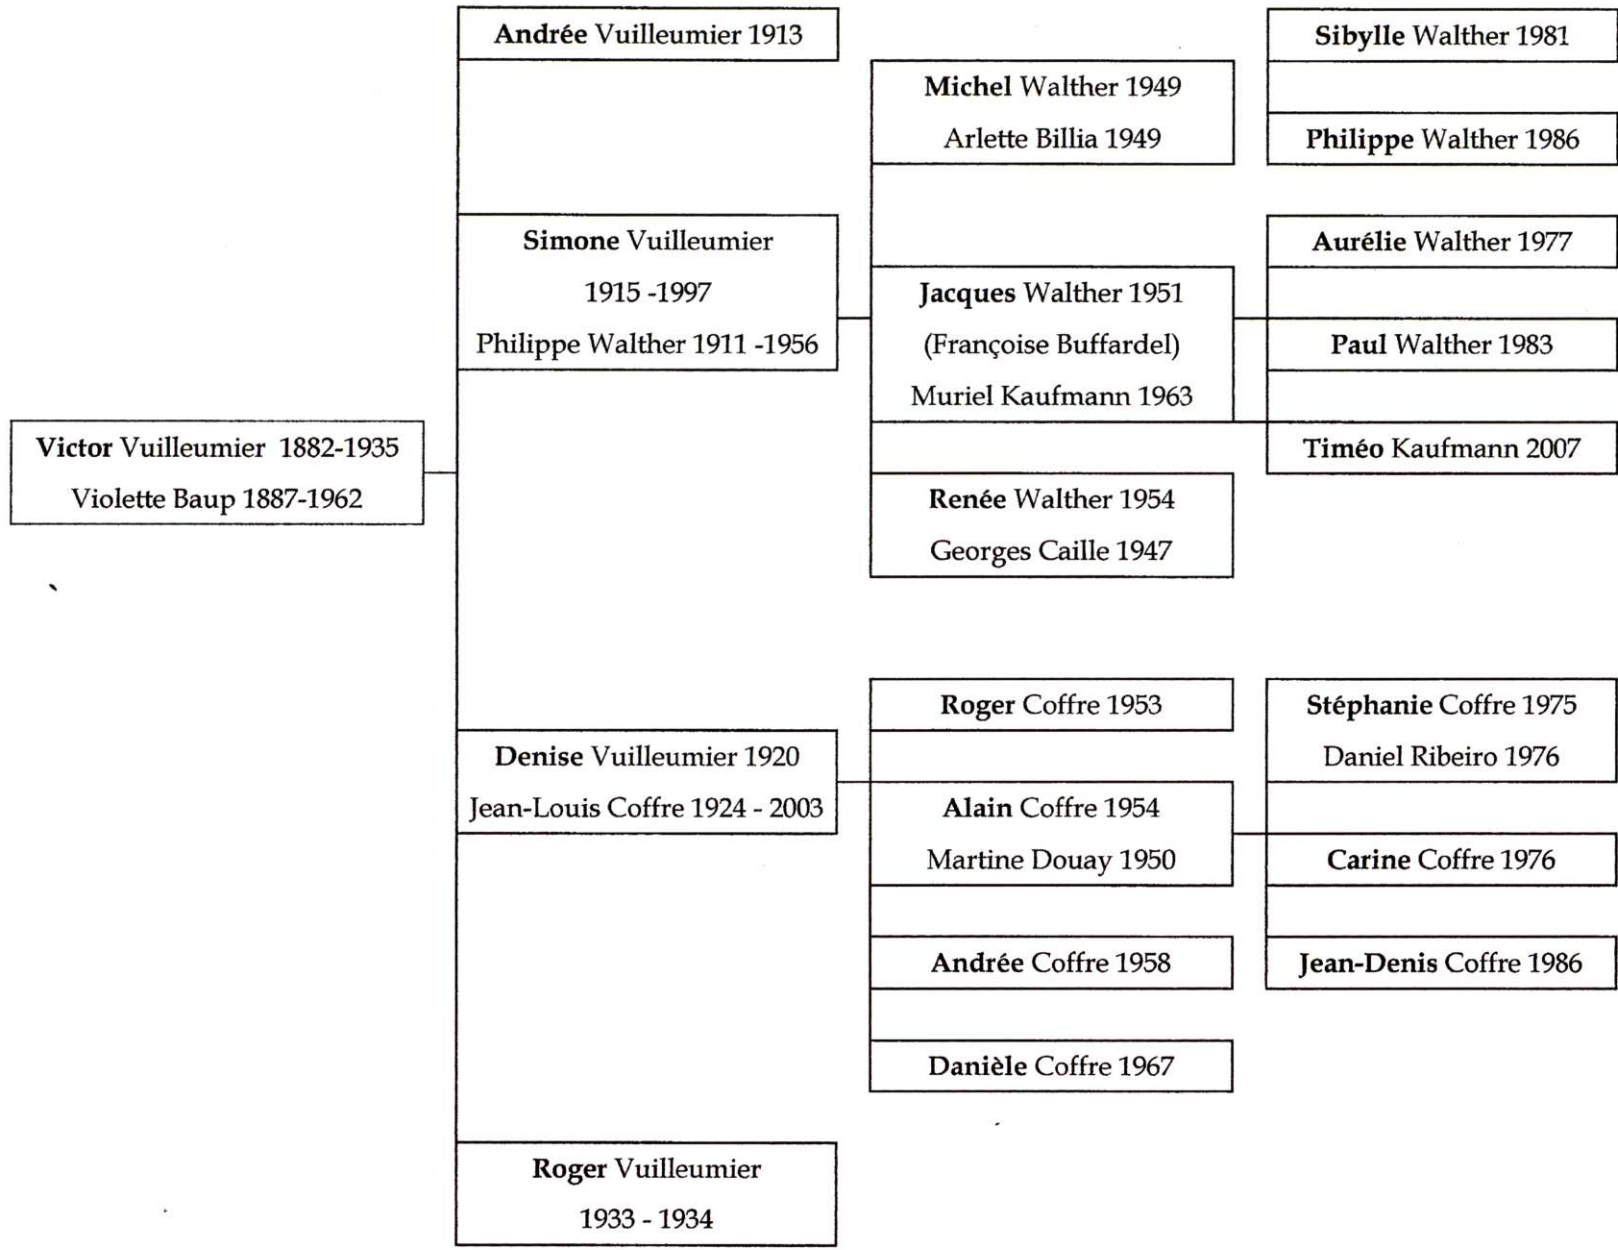 Victor Vuilleumier 1882-1935
Violette Baup 1887-1962
Andrée Vuilleumier 1913
Simone Vuilleumier
1915 -1997
Philippe Walther 1911 -1956
Michel Walther 1949
Arlette Billia 1949
Sibylle Walther 1981
Philippe Walther 1986
Jacques Walther 1951
(Françoise Buffardel)
Muriel Kaufmann 1963
Aurélie Walther 1977
Paul Walther 1983
Timéo Kaufmann 2007
Renée Walther 1954
Georges Caille 1947
Denise Vuilleumier 1920
Jean-Louis Coffre 1924 - 2003
Roger Coffre 1953
Alain Coffre 1954
Martine Douay 1950
Stéphanie Coffre 1975
Daniel Ribeiro 1976
Carine Coffre 1976
Jean-Denis Coffre 1986
Andrée Coffre 1958
Danièle Coffre 1967
Roger Vuilleumier
1933 - 1934